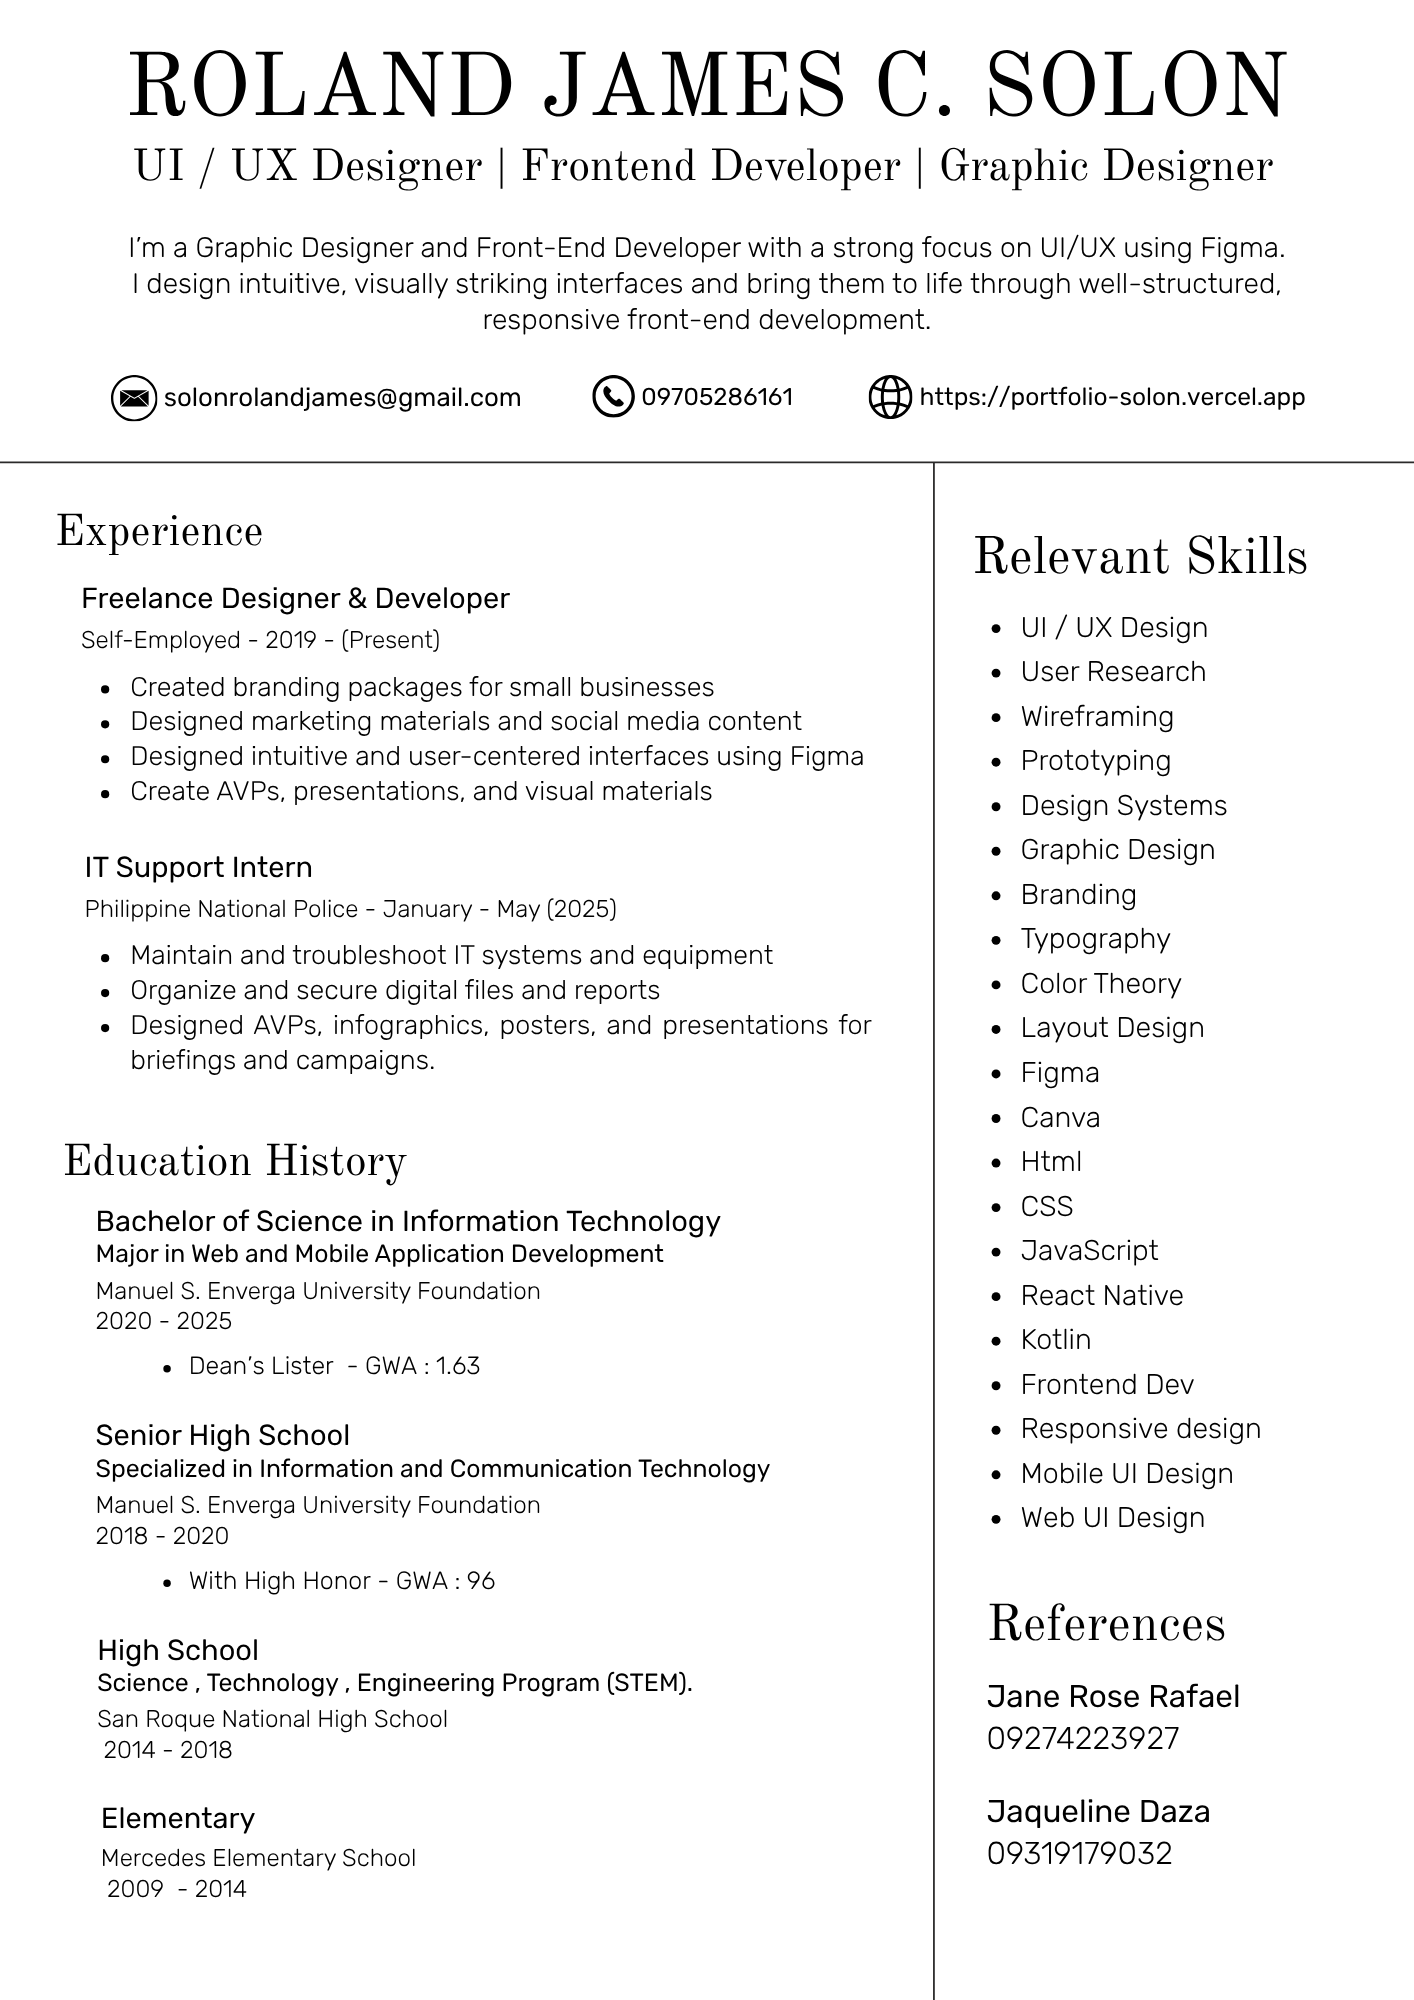 ROLAND JAMES C. SOLON
UI / UX Designer | Frontend Developer | Graphic Designer
I’m a Graphic Designer and Front-End Developer with a strong focus on UI/UX using Figma.
I design intuitive, visually striking interfaces and bring them to life through well-structured,
responsive front-end development.
solonrolandjames@gmail.com
09705286161
https://portfolio-solon.vercel.app
Experience
Freelance Designer & Developer
Self-Employed - 2019 - (Present)
• Created branding packages for small businesses
• Designed marketing materials and social media content
• Designed intuitive and user-centered interfaces using Figma
• Create AVPs, presentations, and visual materials
IT Support Intern
Philippine National Police - January - May (2025)
• Maintain and troubleshoot IT systems and equipment
• Organize and secure digital files and reports
• Designed AVPs, infographics, posters, and presentations for
briefings and campaigns.
Education History
Bachelor of Science in Information Technology
Major in Web and Mobile Application Development
Manuel S. Enverga University Foundation
2020 - 2025
• Dean’s Lister - GWA : 1.63
Senior High School
Specialized in Information and Communication Technology
Manuel S. Enverga University Foundation
2018 - 2020
• With High Honor - GWA : 96
High School
Science , Technology , Engineering Program (STEM).
San Roque National High School
2014 - 2018
Elementary
Mercedes Elementary School
2009 - 2014
Relevant Skills
• UI / UX Design
• User Research
• Wireframing
• Prototyping
• Design Systems
• Graphic Design
• Branding
• Typography
• Color Theory
• Layout Design
• Figma
• Canva
• Html
• CSS
• JavaScript
• React Native
• Kotlin
• Frontend Dev
• Responsive design
• Mobile UI Design
• Web UI Design
References
Jane Rose Rafael
09274223927
Jaqueline Daza
09319179032